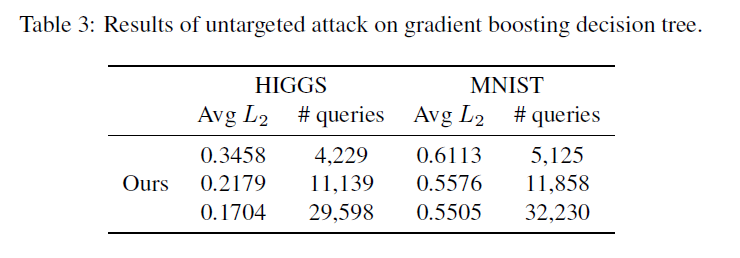 Table 3: Results of untargeted attack on gradient boosting decision tree.
HIGGS MNIST
Avg L₂ # queries Avg L₂ # queries
0.3458 4,229 0.6113 5,125
Ours 0.2179 11,139 0.5576 11,858
0.1704 29,598 0.5505 32,230